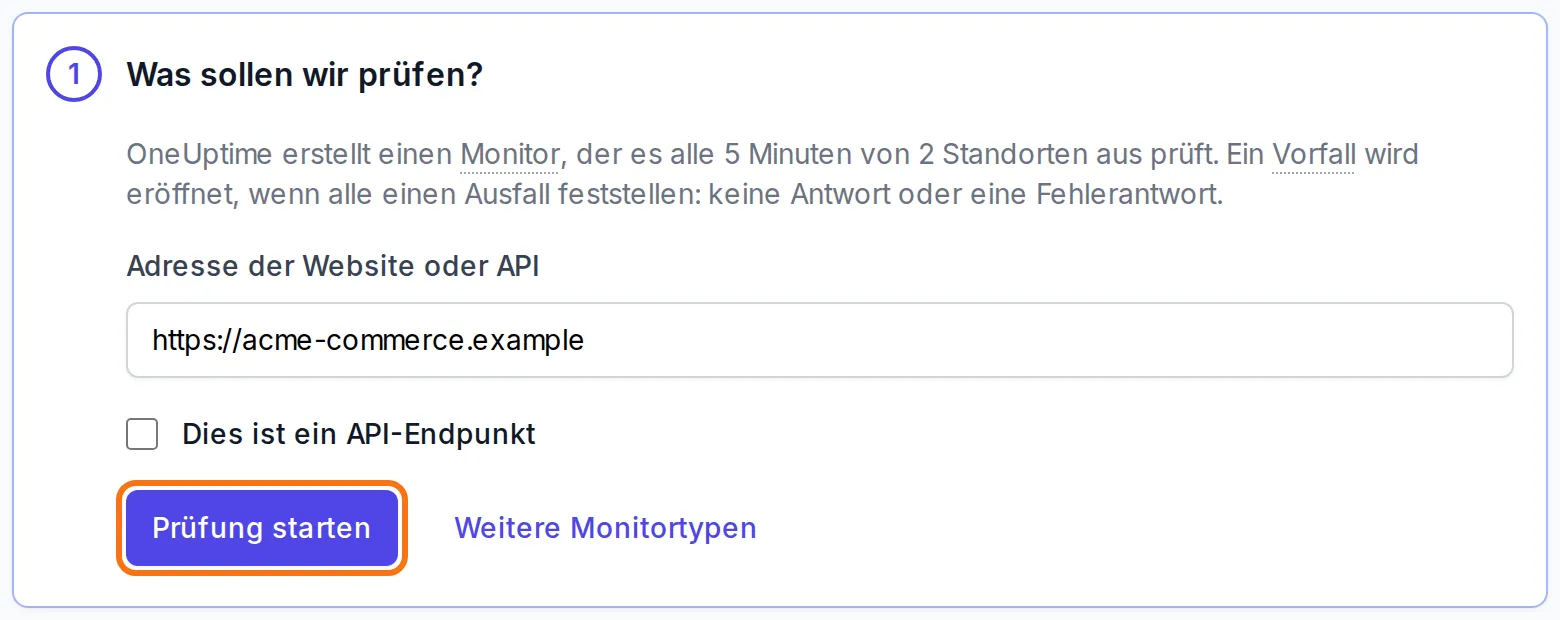 1
Was sollen wir prüfen?
OneUptime erstellt einen Monitor, der es alle 5 Minuten von 2 Standorten aus prüft. Ein Vorfall wird
eröffnet, wenn alle einen Ausfall feststellen: keine Antwort oder eine Fehlerantwort.
Adresse der Website oder API
https://acme-commerce.example
Dies ist ein API-Endpunkt
Prüfung starten
Weitere Monitortypen